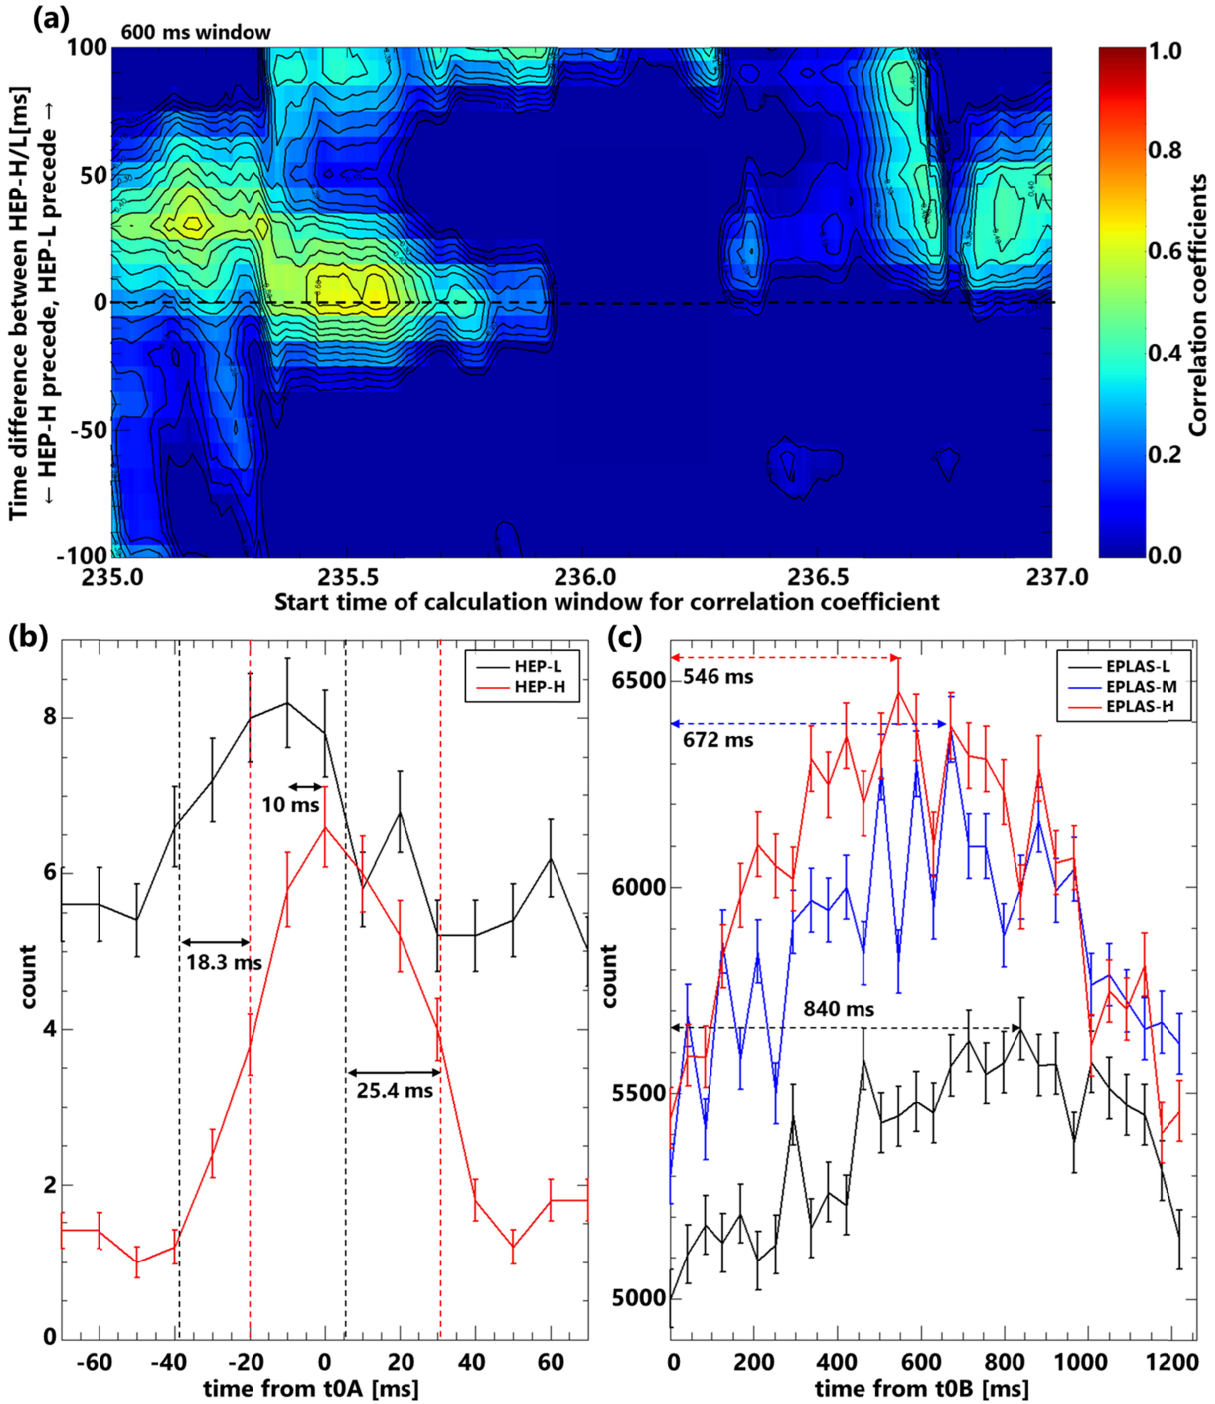 (a)
600 ms window
Time difference between HEP-H/L[ms]
← HEP-H precede, HEP-L precede →
100
50
0
-50
-100
235.0
235.5
236.0
236.5
237.0
Start time of calculation window for correlation coefficient
1.0
0.8
0.6
0.4
0.2
0.0
Correlation coefficients
(b)
HEP-L
HEP-H
10 ms
18.3 ms
25.4 ms
count
8
6
4
2
0
-60
-40
-20
0
20
40
60
time from t0A [ms]
(c)
EPLAS-L
EPLAS-M
EPLAS-H
546 ms
672 ms
840 ms
count
6500
6000
5500
5000
0
200
400
600
800
1000
1200
time from t0B [ms]